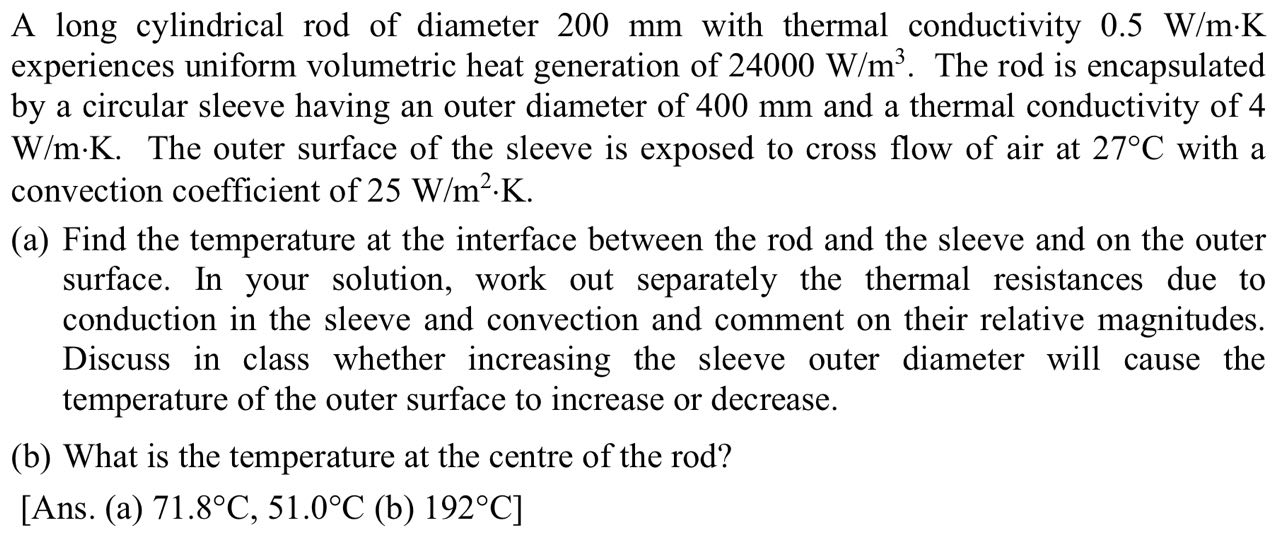 A long cylindrical rod of diameter 200 mm with thermal conductivity 0.5 W/m·K
experiences uniform volumetric heat generation of 24000 W/m³. The rod is encapsulated
by a circular sleeve having an outer diameter of 400 mm and a thermal conductivity of 4
W/m·K. The outer surface of the sleeve is exposed to cross flow of air at 27°C with a
convection coefficient of 25 W/m²·K.
(a) Find the temperature at the interface between the rod and the sleeve and on the outer
surface. In your solution, work out separately the thermal resistances due to
conduction in the sleeve and convection and comment on their relative magnitudes.
Discuss in class whether increasing the sleeve outer diameter will cause the
temperature of the outer surface to increase or decrease.
(b) What is the temperature at the centre of the rod?
[Ans. (a) 71.8°C, 51.0°C (b) 192°C]